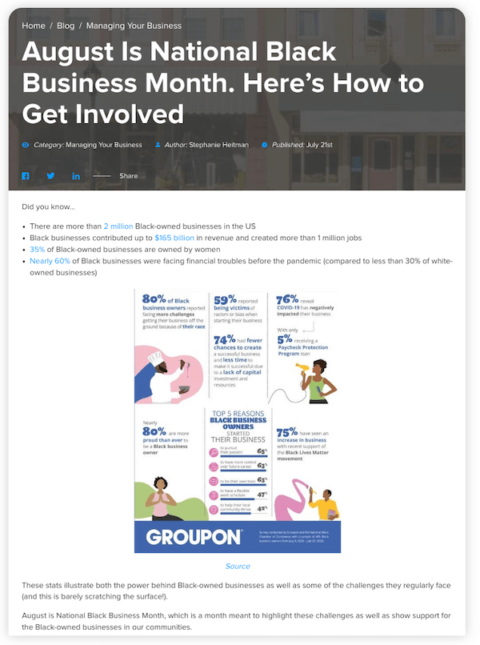 Home / Blog / Managing Your Business
August Is National Black
Business Month. Here's How to
Get Involved
Category: Managing Your Business Author: Stephanie Heitman Published: July 21st
Share
Did you know...
• There are more than 2 million Black-owned businesses in the US
• Black businesses contributed up to $165 billion in revenue and created more than 1 million jobs
• 35% of Black-owned businesses are owned by women
• Nearly 60% of Black businesses were facing financial troubles before the pandemic (compared to less than 30% of white-
owned businesses)
80% of Black
business owners reported
facing more challenges
getting their business off the
ground because of their race
59% reported
being victims of
racism or bias when
starting their business
74% had fewer
chances to create
a successful business
and less time to
make it successful due
to a lack of capital
investment and
resources
76% reveal
COVID-19 has negatively
impacted their business
With only
5% receiving a
Paycheck Protection
Program loan
Nearly
80% are more
proud than ever to
be a Black business
owner
TOP 5 REASONS
BLACK BUSINESS
OWNERS
STARTED
THEIR BUSINESS
65%
63%
63%
47%
42%
75% have seen an
increase in business
with recent support of
the Black Lives Matter
movement
GROUPON
Source
These stats illustrate both the power behind Black-owned businesses as well as some of the challenges they regularly face
(and this is barely scratching the surface!).
August is National Black Business Month, which is a month meant to highlight these challenges as well as show support for
the Black-owned businesses in our communities.